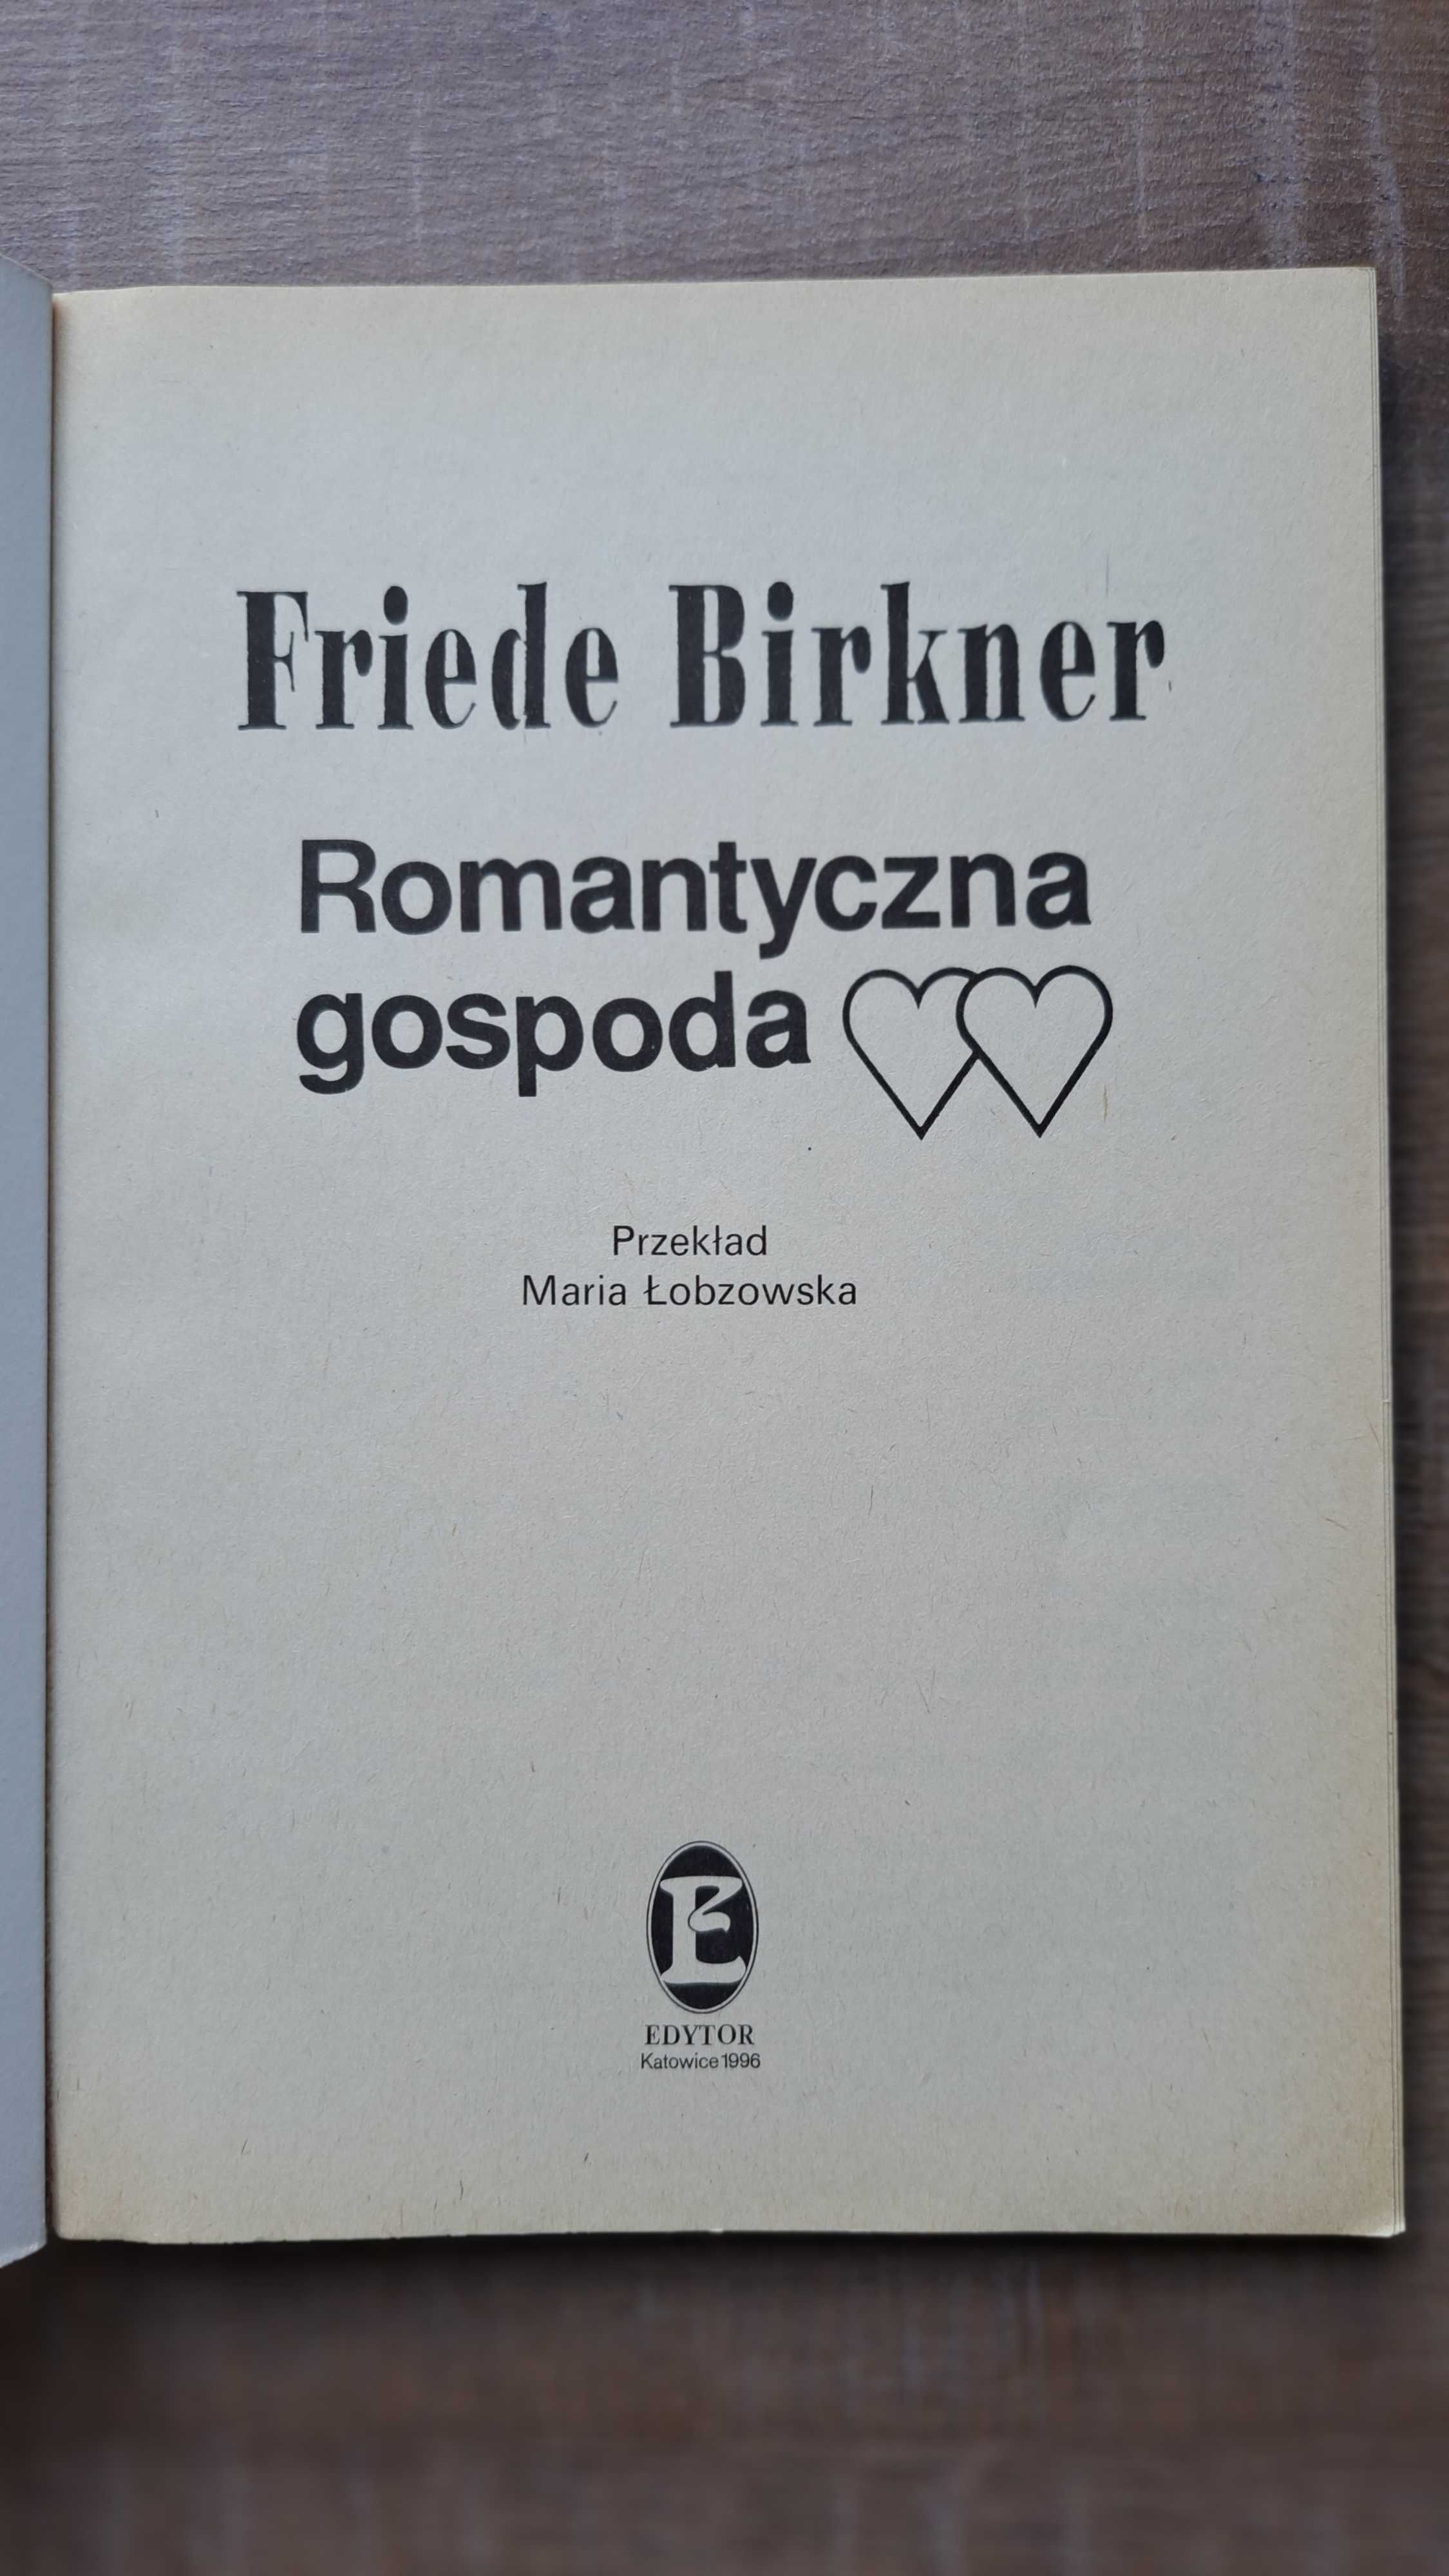 Friede Birkner
Romantyczna
gospoda
Przekład
Maria Łobzowska
E
EDYTOR
Katowice 1996